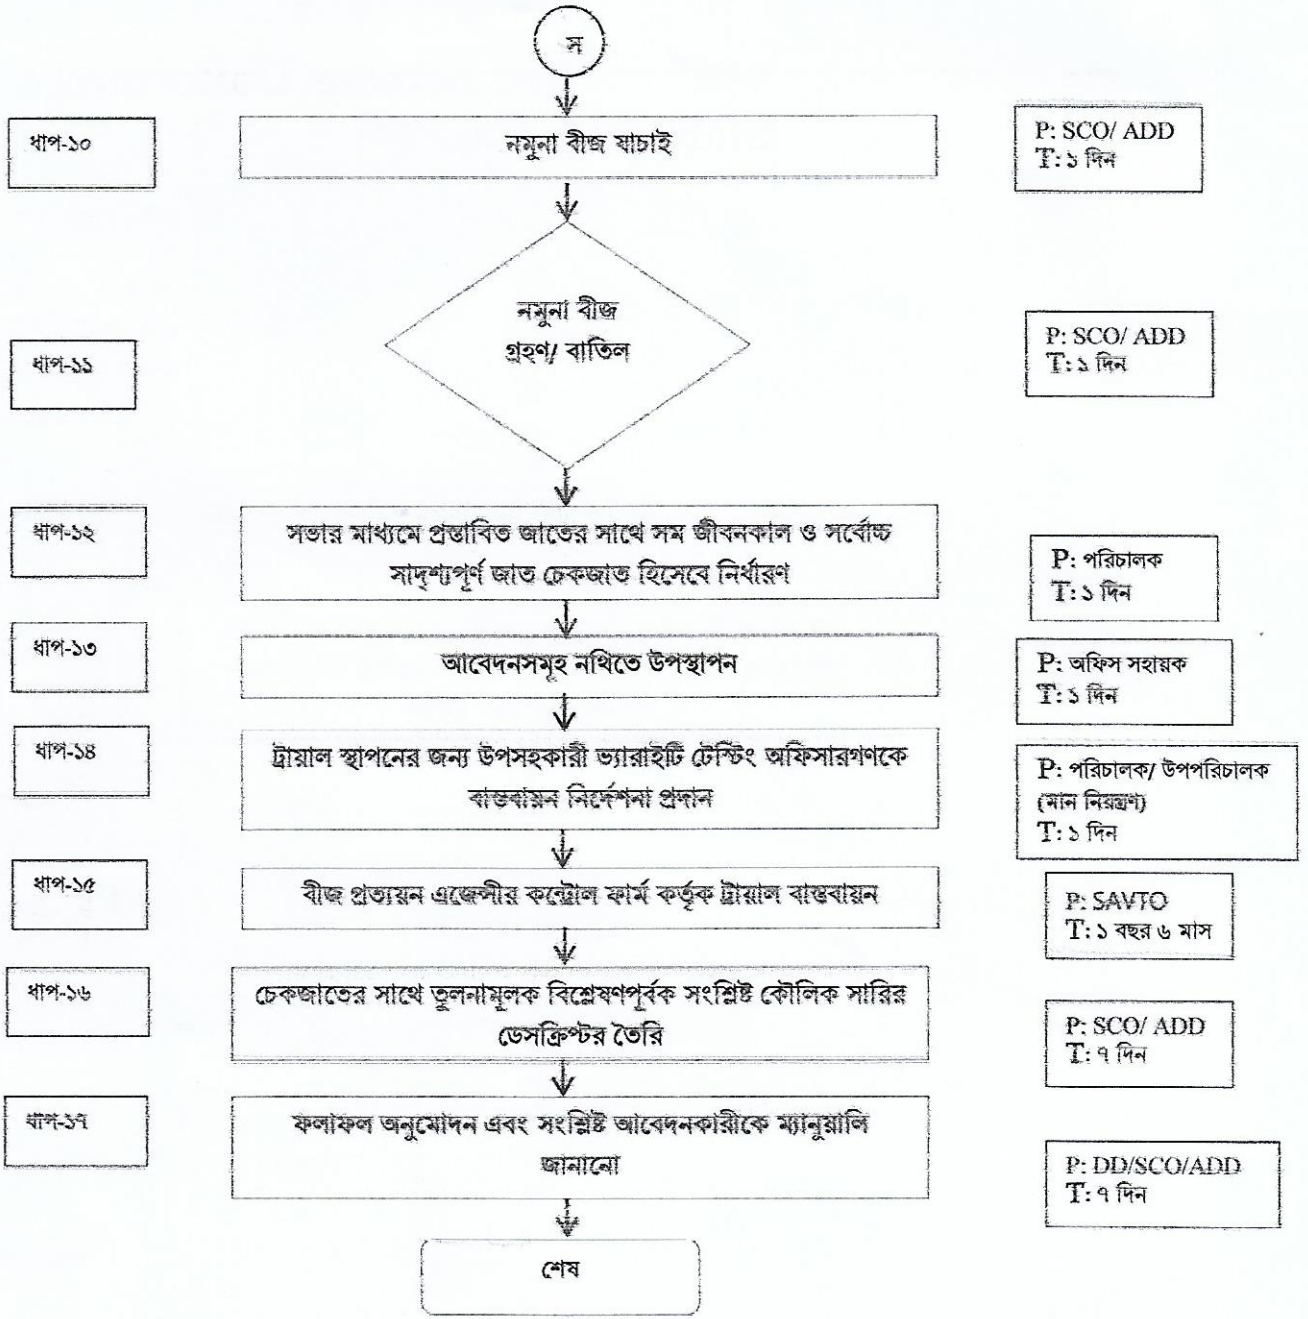 স
ধাপ-১০
নমুনা বীজ যাচাই
P: SCO/ ADD
T: ১ দিন
ধাপ-১১
নমুনা বীজ
গ্রহণ/ বাতিল
P: SCO/ ADD
T: ১ দিন
ধাপ-১২
সভার মাধ্যমে প্রস্তাবিত জাতের সাথে সম জীবনকাল ও সর্বোচ্চ
সাদৃশ্যপূর্ণ জাত চেকজাত হিসেবে নির্ধারণ
P: পরিচালক
T: ১ দিন
ধাপ-১৩
আবেদনসমূহ নথিতে উপস্থাপন
P: অফিস সহায়ক
T: ১ দিন
ধাপ-১৪
ট্রায়াল স্থাপনের জন্য উপসহকারী ভ্যারাইটি টেস্টিং অফিসারগণকে
বাস্তবায়ন নির্দেশনা প্রদান
P: পরিচালক/ উপপরিচালক
(মান নিয়ন্ত্রণ)
T: ১ দিন
ধাপ-১৫
বীজ প্রত্যয়ন এজেন্সীর কন্ট্রোল ফার্ম কর্তৃক ট্রায়াল বাস্তবায়ন
P: SAVTO
T: ১ বছর ৬ মাস
ধাপ-১৬
চেকজাতের সাথে তুলনামূলক বিশ্লেষণপূর্বক সংশ্লিষ্ট কৌলিক সারির
ডেসক্রিপ্টর তৈরি
P: SCO/ ADD
T: ৭ দিন
ধাপ-১৭
ফলাফল অনুমোদন এবং সংশ্লিষ্ট আবেদনকারীকে ম্যানুয়ালি
জানানো
P: DD/SCO/ADD
T: ৭ দিন
শেষ